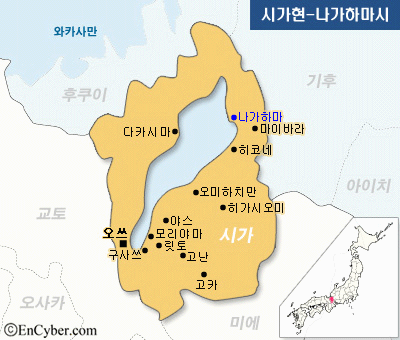 시가현-나가하마시
와카사만
후쿠이
기후
나가하마
다카시마
마이바라
히코네
아이치
오미하치만
히가시오미
교토
야스
시가
오쓰
모리야마
릿토
구사쓰
고난
고카
오사카
미에
©EnCyber.com